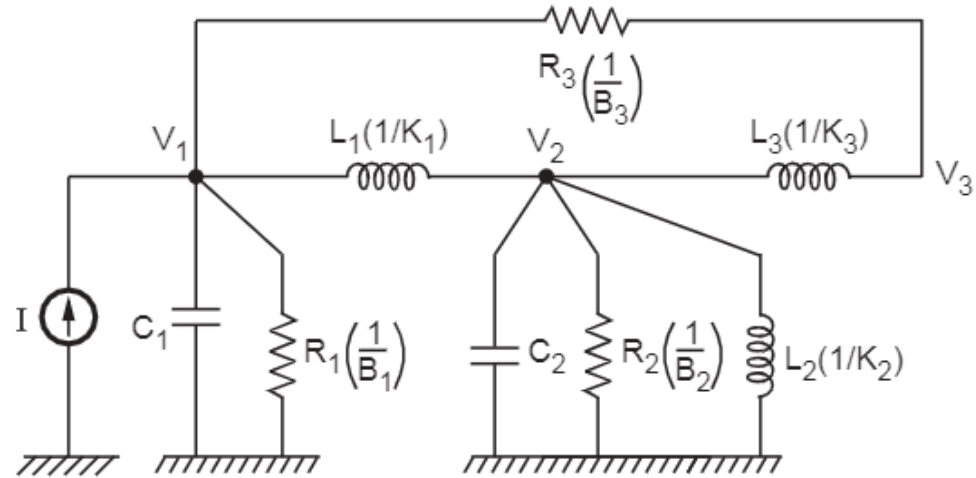 R₃(1/B₃)
V₁
L₁(1/K₁)
V₂
L₃(1/K₃)
V₃
I
C₁
R₁(1/B₁)
C₂
R₂(1/B₂)
L₂(1/K₂)